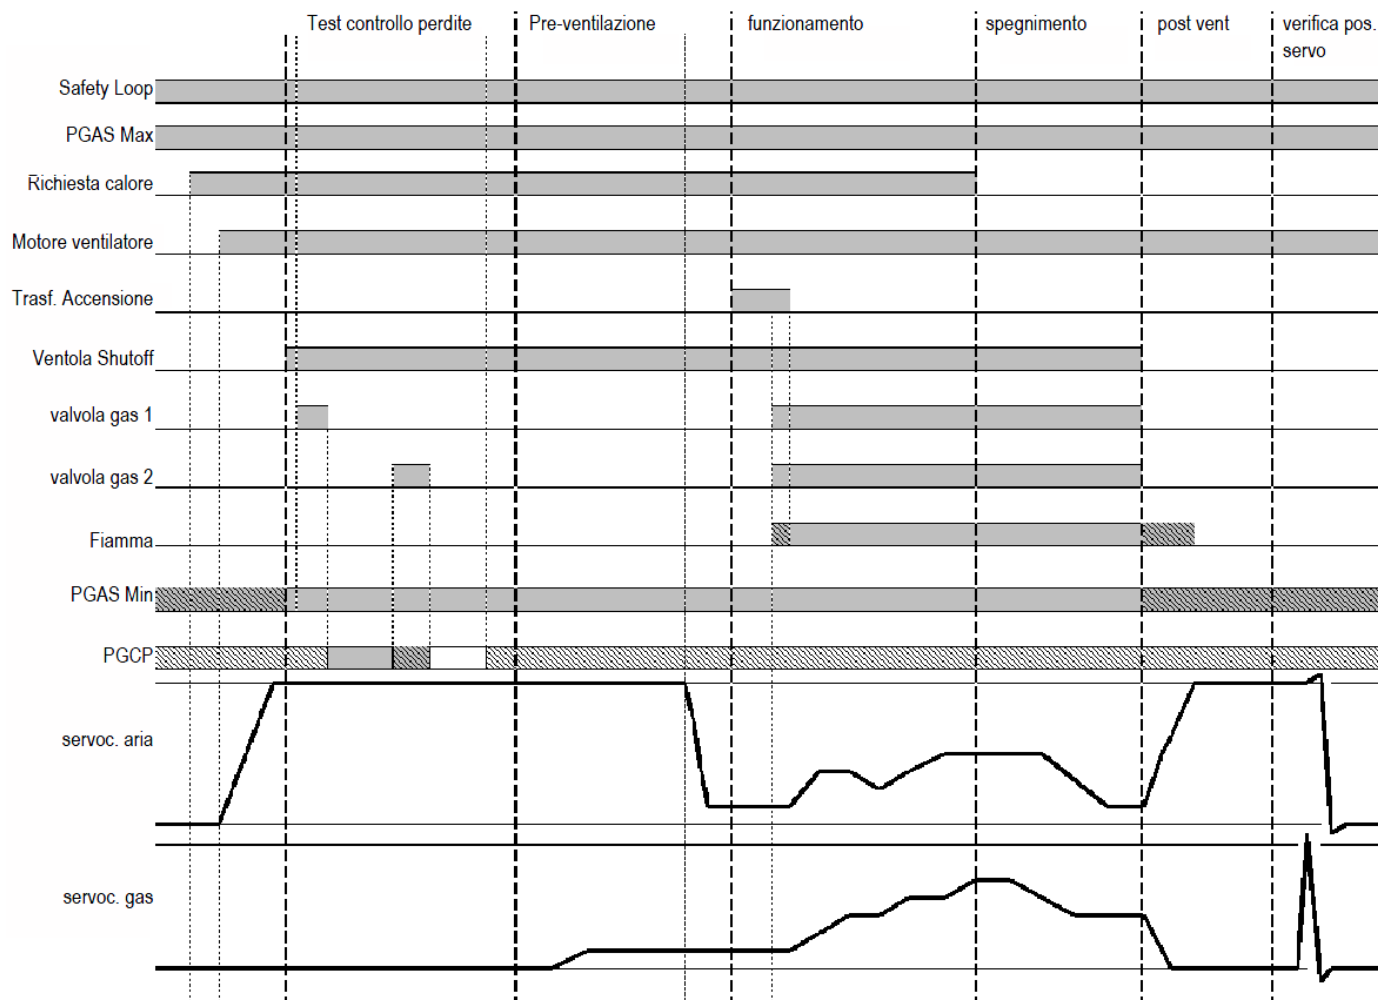 Test controllo perdite
Pre-ventilazione
funzionamento
spegnimento
post vent
verifica pos.
servo
Safety Loop
PGAS Max
Richiesta calore
Motore ventilatore
Trasf. Accensione
Ventola Shutoff
valvola gas 1
valvola gas 2
Fiamma
PGAS Min
PGCP
servoc. aria
servoc. gas